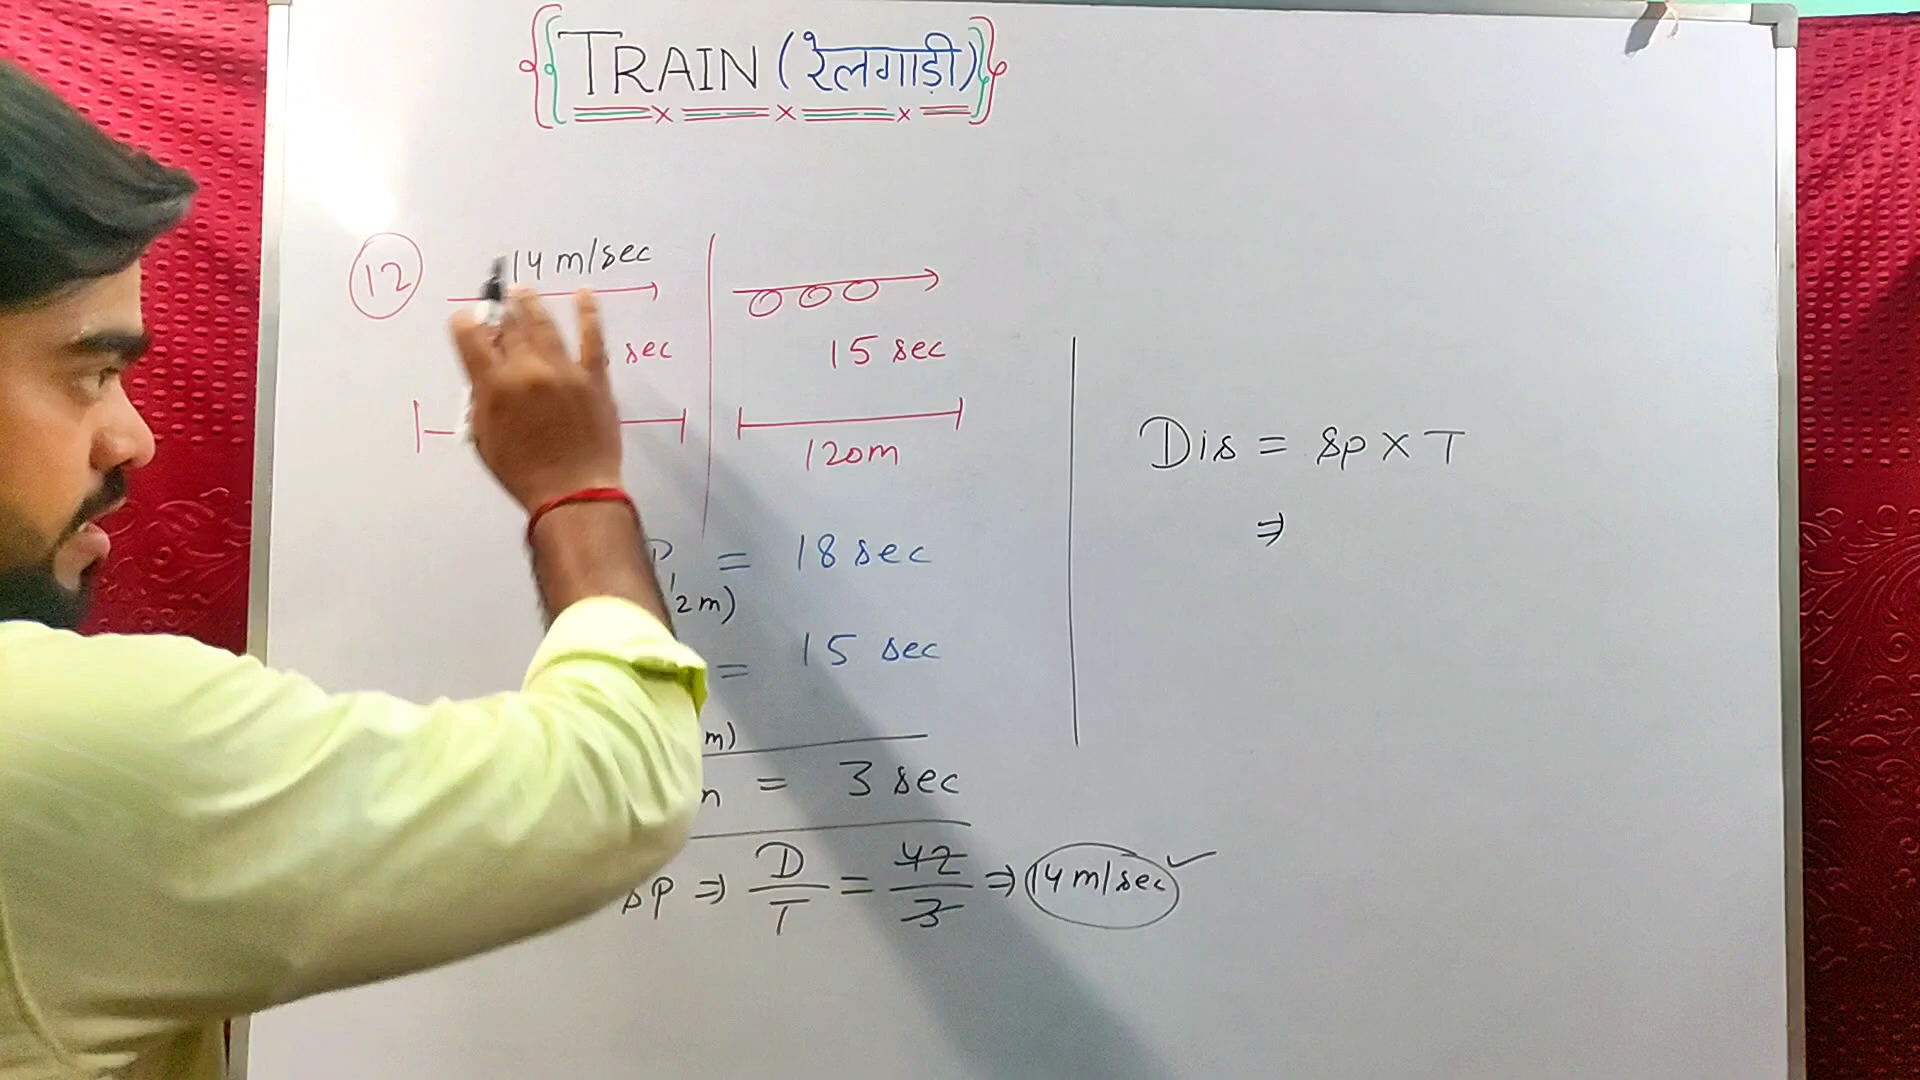 TRAIN (रेलगाड़ी)
12
14 m/sec
sec
15 sec
120m
= 18 sec
2m)
= 15 sec
m)
= 3 sec
SP ⇒ D/T = 42/3 ⇒ 14 m/sec ✓
Dis = Sp × T
⇒